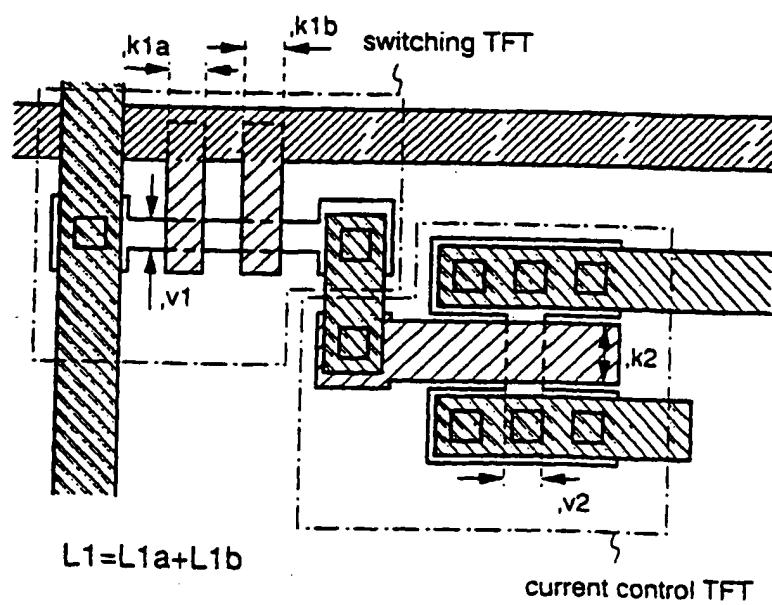 ,k1a
,k1b
switching TFT
,v1
,k2
,v2
L1=L1a+L1b
current control TFT